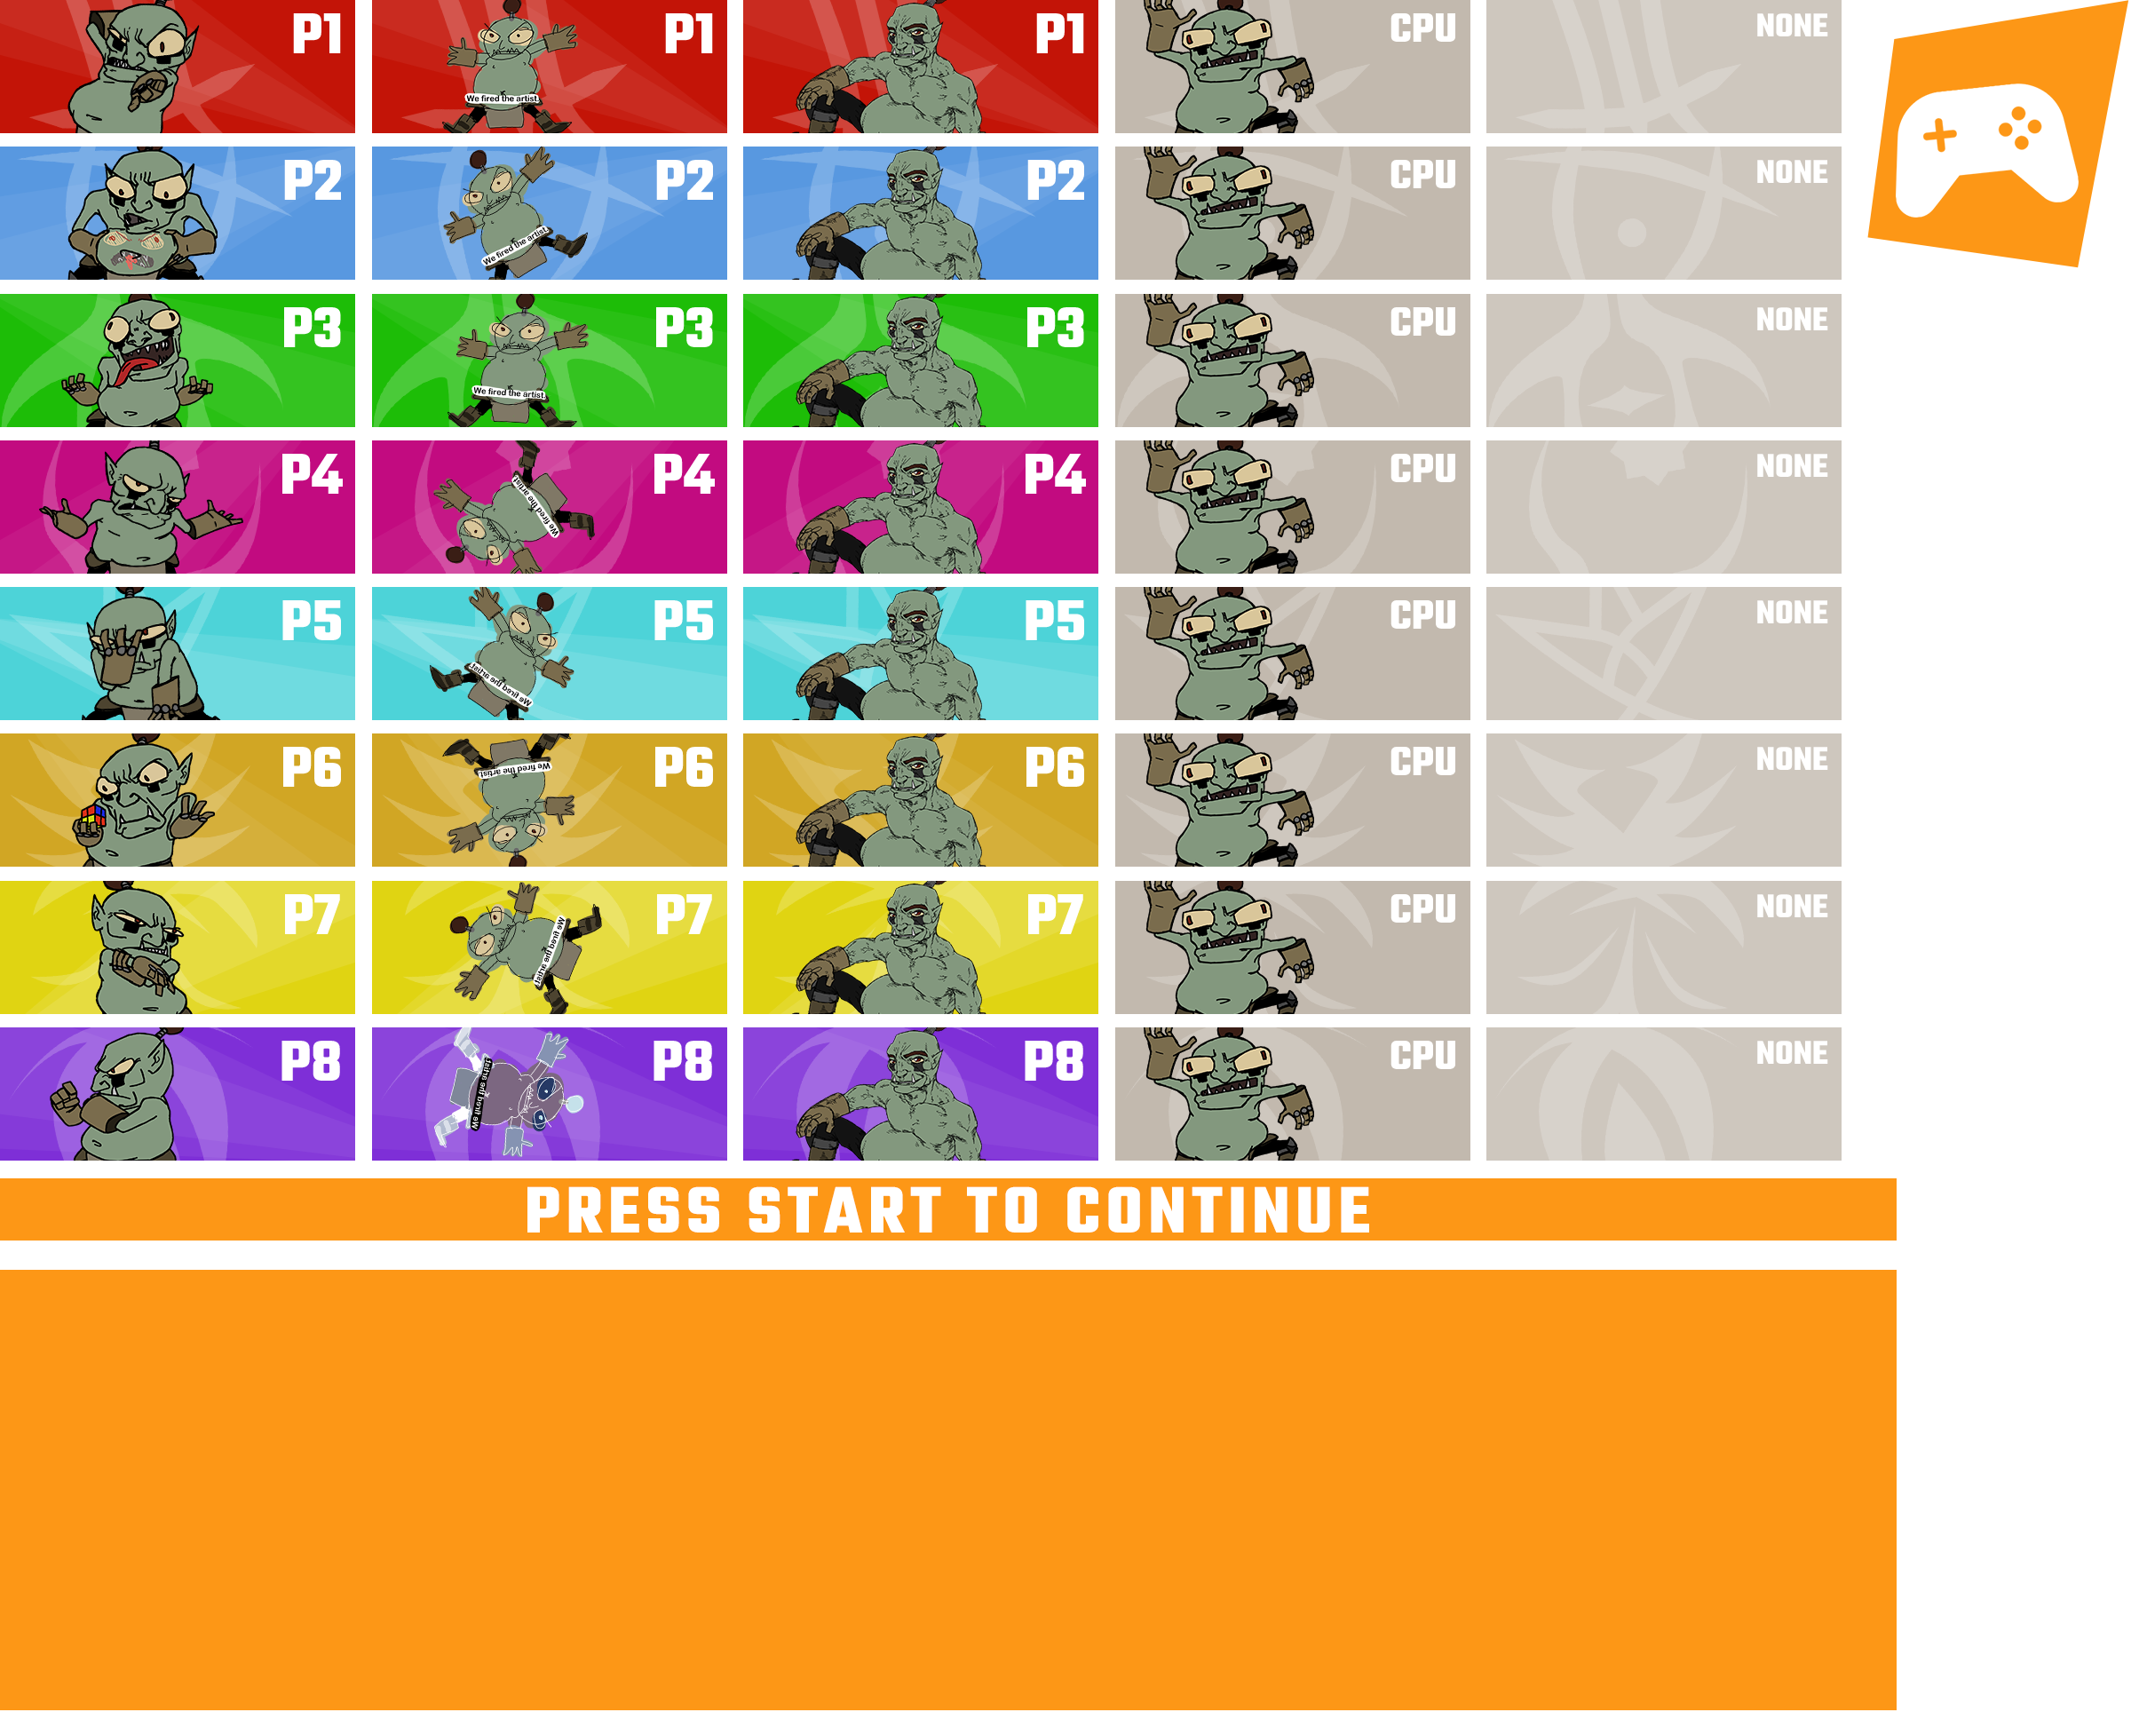 P1 P1 P1 CPU NONE
We fired the artist.
P2 P2 P2 CPU NONE
We fired the artist.
P3 P3 P3 CPU NONE
We fired the artist.
P4 P4 P4 CPU NONE
We fired the artist.
P5 P5 P5 CPU NONE
We fired the artist.
P6 P6 P6 CPU NONE
We fired the artist.
P7 P7 P7 CPU NONE
We fired the artist.
P8 P8 P8 CPU NONE
We fired the artist.
PRESS START TO CONTINUE